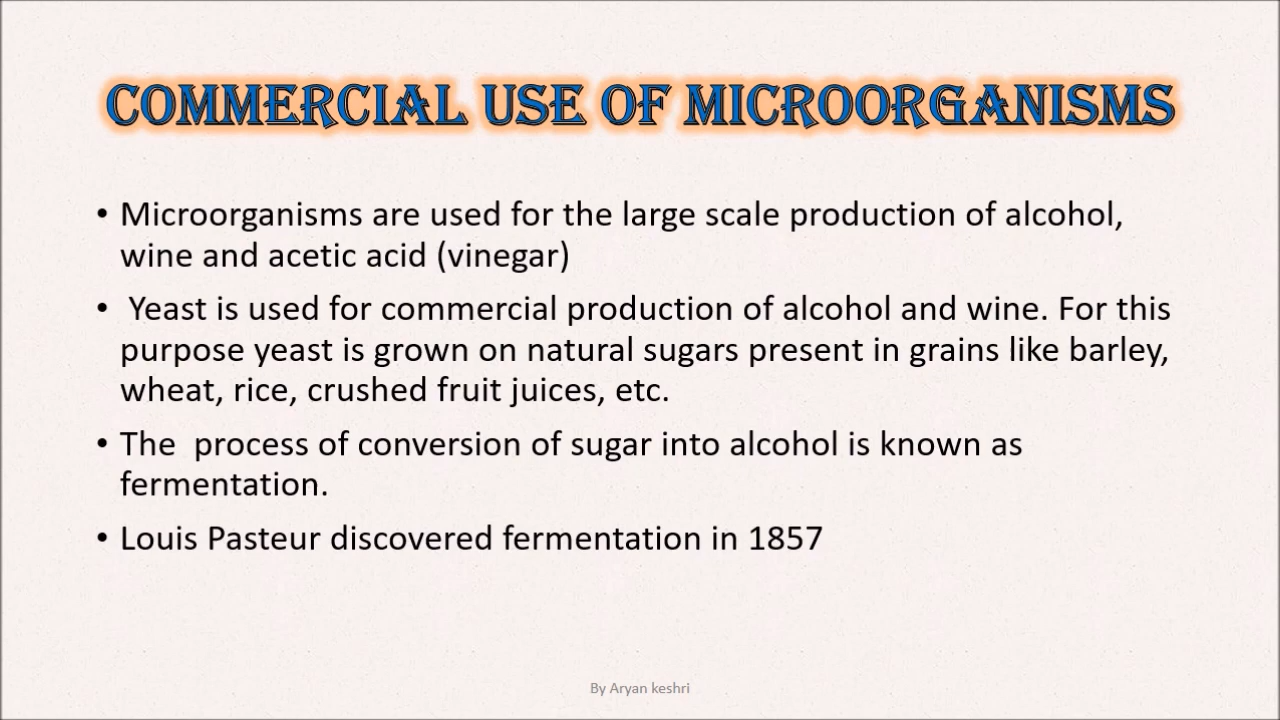 COMMERCIAL USE OF MICROORGANISMS
• Microorganisms are used for the large scale production of alcohol,
wine and acetic acid (vinegar)
• Yeast is used for commercial production of alcohol and wine. For this
purpose yeast is grown on natural sugars present in grains like barley,
wheat, rice, crushed fruit juices, etc.
• The  process of conversion of sugar into alcohol is known as
fermentation.
• Louis Pasteur discovered fermentation in 1857
By Aryan keshri